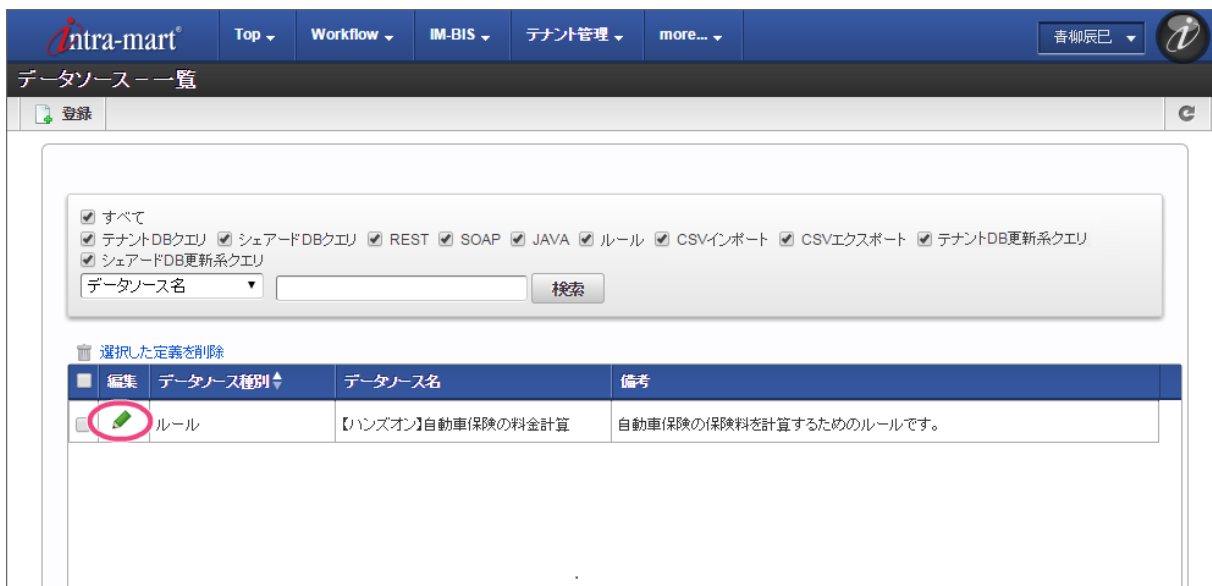 intra-mart® Top Workflow IM-BIS テナント管理 more... 青柳辰巳
データソース - 一覧
登録
すべて
テナントDBクエリ シェアードDBクエリ REST SOAP JAVA ルール CSVインポート CSVエクスポート テナントDB更新系クエリ
シェアードDB更新系クエリ
データソース名 検索
選択した定義を削除
編集 データソース種別 データソース名 備考
ルール 【ハンズオン】自動車保険の料金計算 自動車保険の保険料を計算するためのルールです。